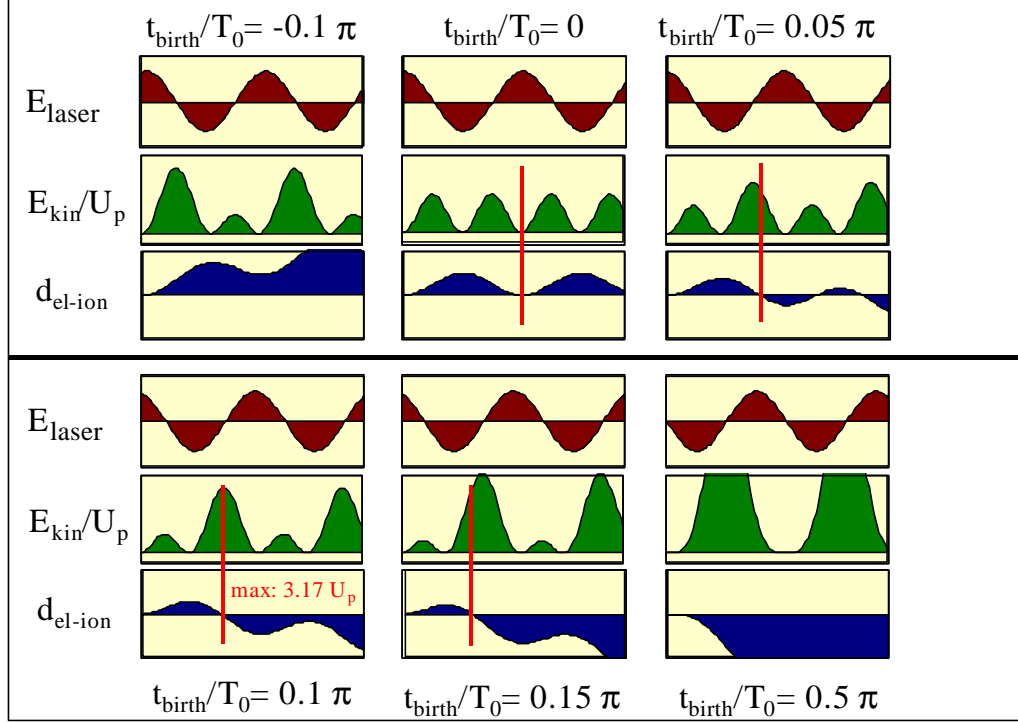 t_birth/T_0= -0.1 π t_birth/T_0= 0 t_birth/T_0= 0.05 π
E_laser
E_kin/U_p
d_el-ion
E_laser
E_kin/U_p
max: 3.17 U_p
d_el-ion
t_birth/T_0= 0.1 π t_birth/T_0= 0.15 π t_birth/T_0= 0.5 π